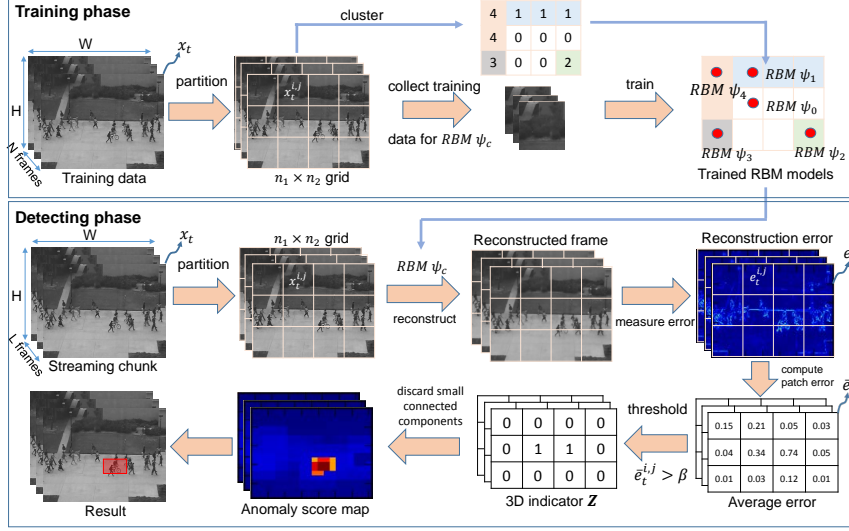 Training phase
W
x_t
H
N frames
Training data
partition
x_t^{i,j}
n_1 × n_2 grid
cluster
collect training
data for RBM ψ_c
4 1 1 1
4 0 0 0
3 0 0 2
train
RBM ψ_1
RBM ψ_4
RBM ψ_0
RBM ψ_3
RBM ψ_2
Trained RBM models
Detecting phase
W
x_t
H
L frames
Streaming chunk
partition
n_1 × n_2 grid
x_t^{i,j}
RBM ψ_c
reconstruct
Reconstructed frame
measure error
Reconstruction error
e
e_t^{i,j}
compute
patch error
ē
0.15 0.21 0.05 0.03
0.04 0.34 0.74 0.05
0.01 0.03 0.12 0.01
Average error
threshold
ē_t^{i,j} > β
0 0 0 0
0 1 1 0
0 0 0 0
3D indicator Z
discard small
connected
components
Anomaly score map
Result